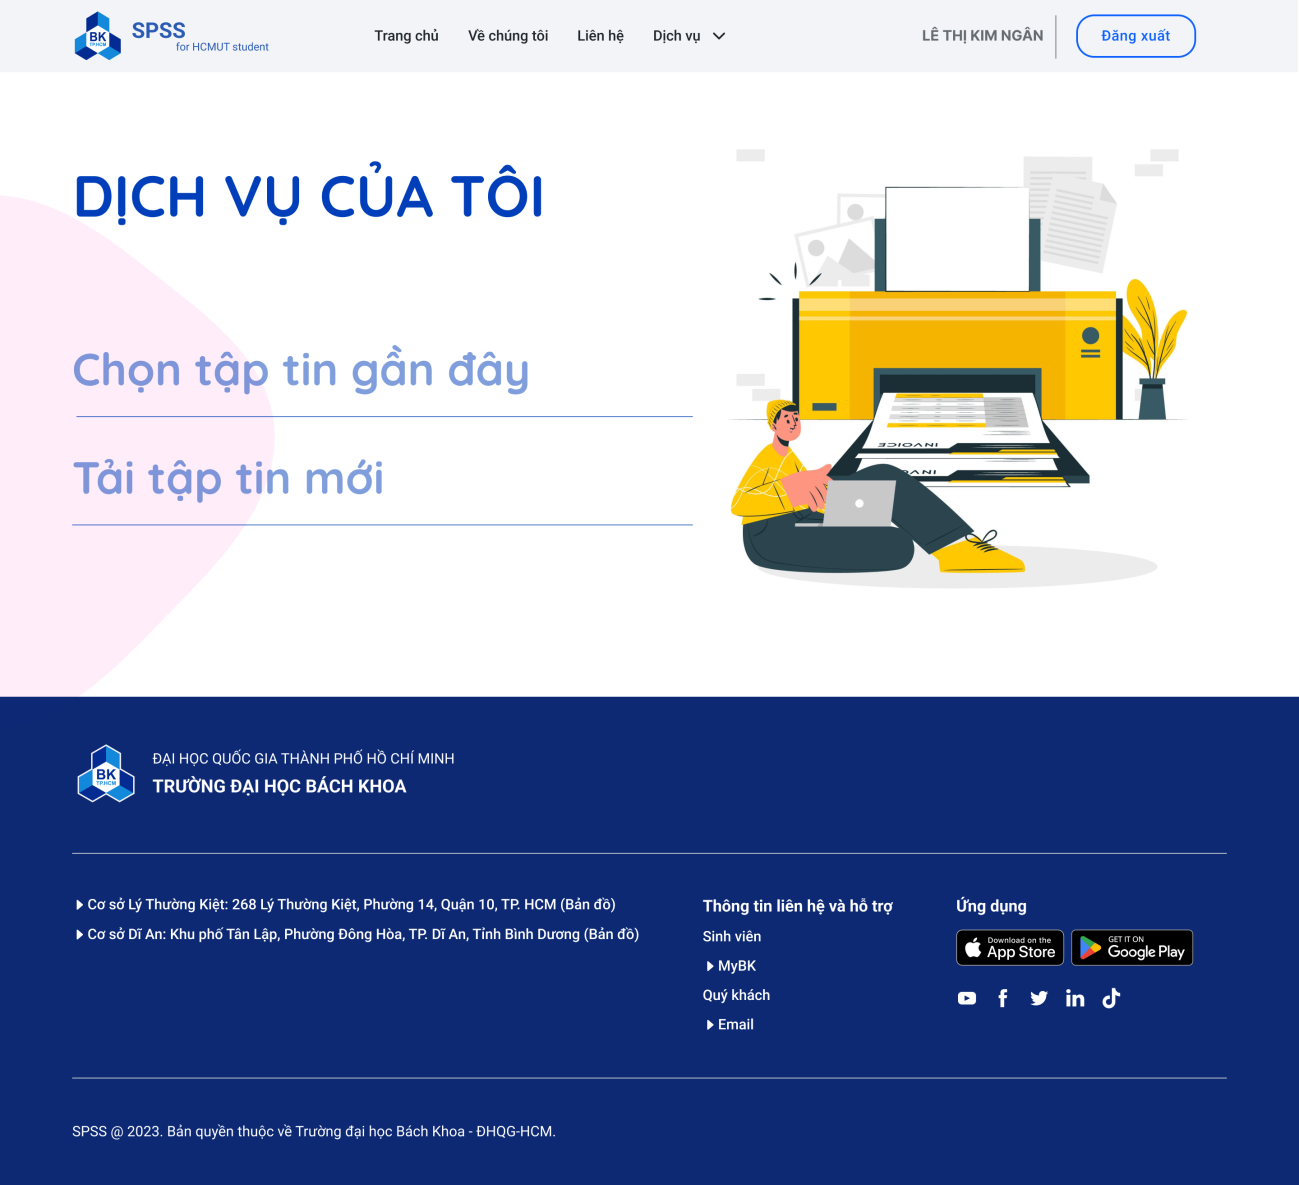 BK
TP.HCM
SPSS
for HCMUT student
Trang chủ
Về chúng tôi
Liên hệ
Dịch vụ
LÊ THỊ KIM NGÂN
Đăng xuất
DỊCH VỤ CỦA TÔI
Chọn tập tin gần đây
Tải tập tin mới
INVOICE
INVOI
BK
TP.HCM
ĐẠI HỌC QUỐC GIA THÀNH PHỐ HỒ CHÍ MINH
TRƯỜNG ĐẠI HỌC BÁCH KHOA
Cơ sở Lý Thường Kiệt: 268 Lý Thường Kiệt, Phường 14, Quận 10, TP. HCM (Bản đồ)
Cơ sở Dĩ An: Khu phố Tân Lập, Phường Đông Hòa, TP. Dĩ An, Tỉnh Bình Dương (Bản đồ)
Thông tin liên hệ và hỗ trợ
Sinh viên
MyBK
Quý khách
Email
Ứng dụng
Download on the
App Store
GET IT ON
Google Play
SPSS @ 2023. Bản quyền thuộc về Trường đại học Bách Khoa - ĐHQG-HCM.